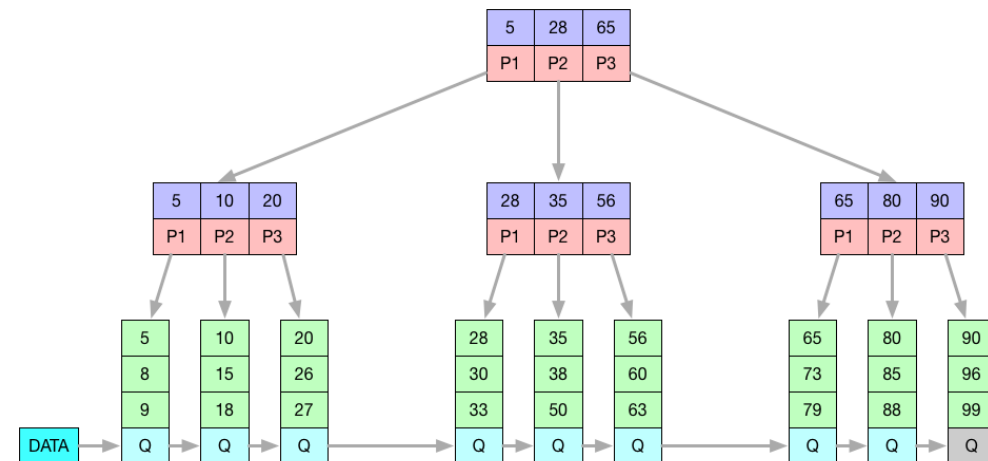 5 28 65
P1 P2 P3
5 10 20 28 35 56 65 80 90
P1 P2 P3 P1 P2 P3 P1 P2 P3
5 10 20 28 35 56 65 80 90
8 15 26 30 38 60 73 85 96
9 18 27 33 50 63 79 88 99
DATA Q Q Q Q Q Q Q Q Q